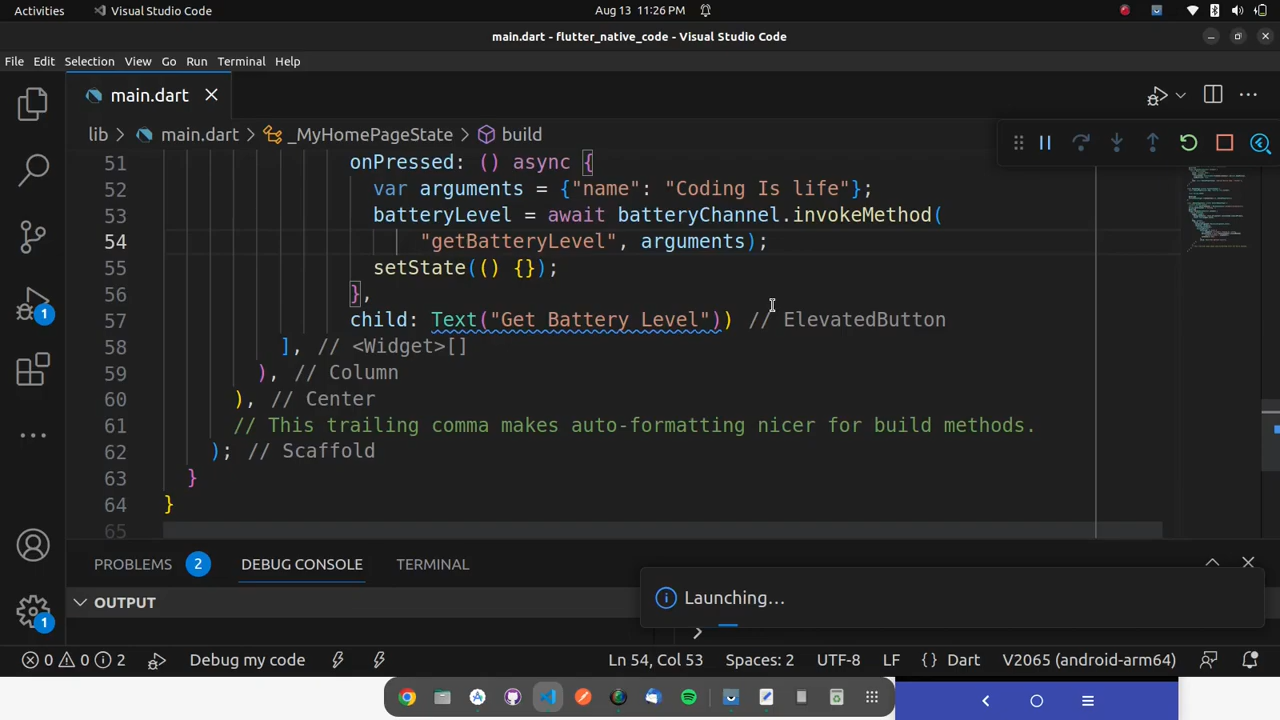 Activities Visual Studio Code Aug 13 11:26 PM
main.dart - flutter_native_code - Visual Studio Code
File Edit Selection View Go Run Terminal Help
main.dart
lib > main.dart > _MyHomePageState > build
51 onPressed: () async {
52 var arguments = {"name": "Coding Is life"};
53 batteryLevel = await batteryChannel.invokeMethod(
54 "getBatteryLevel", arguments);
55 setState(() {});
56 },
57 child: Text("Get Battery Level")) // ElevatedButton
58 ], // <Widget>[]
59 ), // Column
60 ), // Center
61 // This trailing comma makes auto-formatting nicer for build methods.
62 ); // Scaffold
63 }
64 }
65
1
1
PROBLEMS 2 DEBUG CONSOLE TERMINAL
OUTPUT
Launching...
0 0 2 Debug my code Ln 54, Col 53 Spaces: 2 UTF-8 LF {} Dart V2065 (android-arm64)